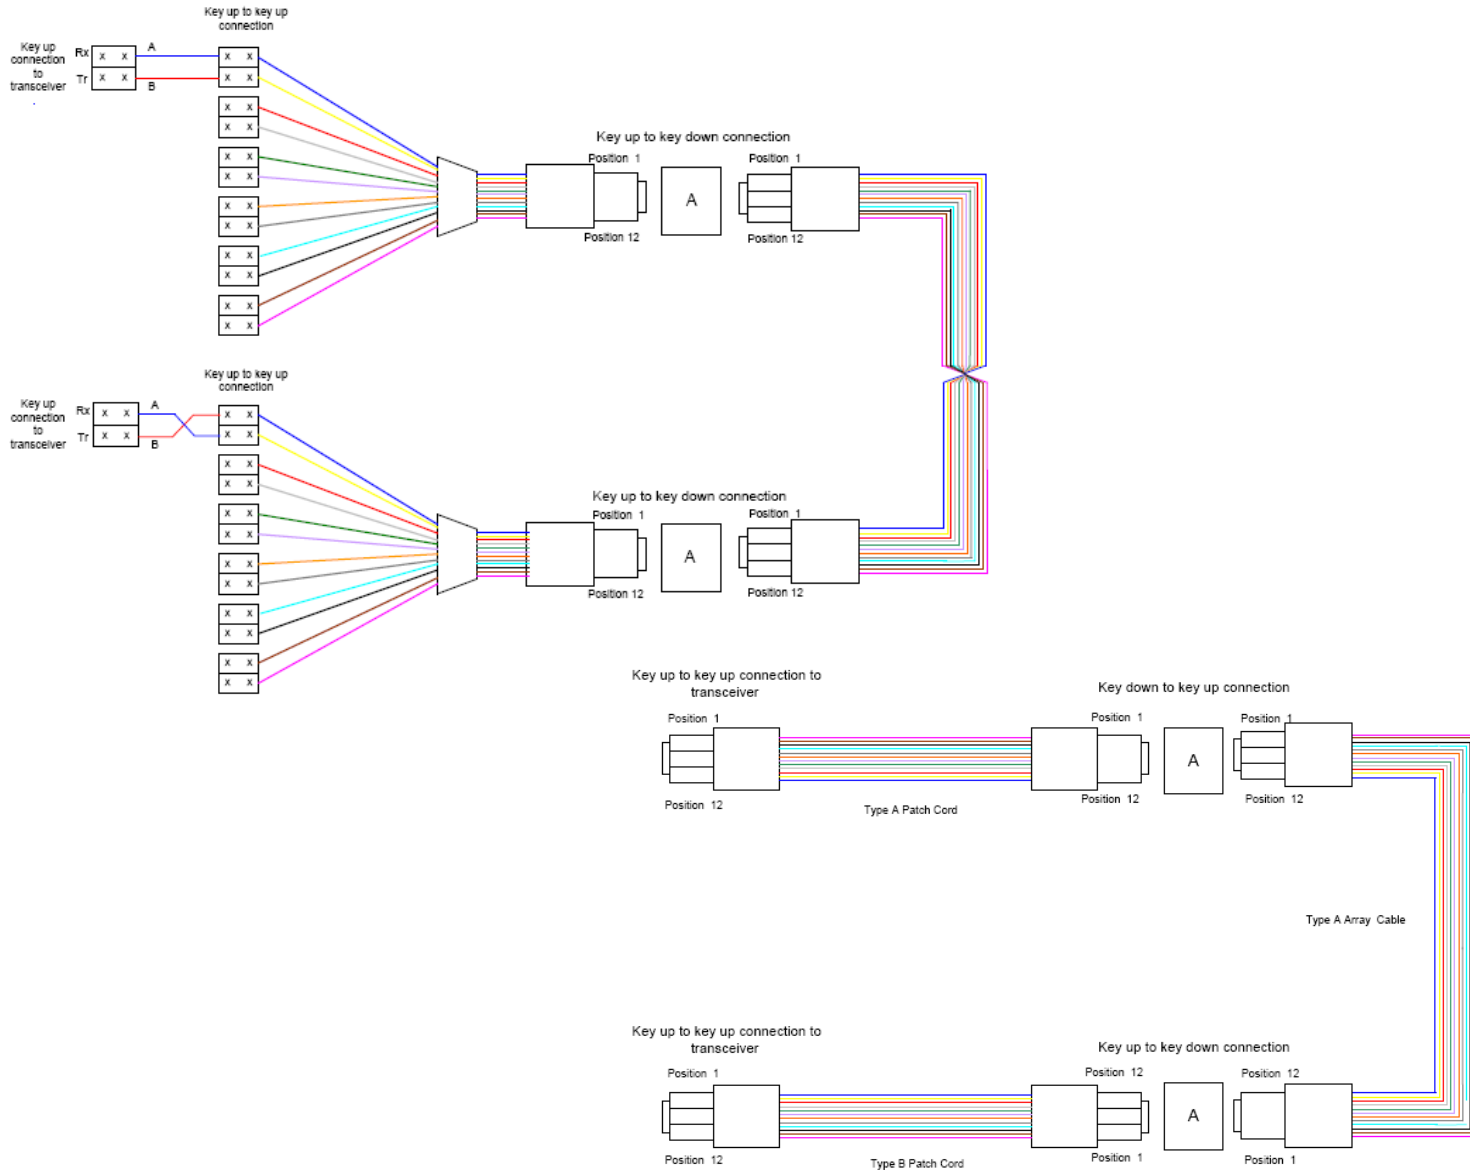 Key up to key up
connection
Key up
connection
to
transceiver
Rx
x x
A
x x
Tr
x x
B
x x
x x
x x
x x
x x
x x
x x
x x
x x
x x
x x
Key up to key down connection
Position 1
Position 12
A
Position 1
Position 12
Key up to key up
connection
Key up
connection
to
transceiver
Rx
x x
A
x x
Tr
x x
B
x x
x x
x x
x x
x x
x x
x x
x x
x x
x x
x x
Key up to key down connection
Position 1
Position 12
A
Position 1
Position 12
Key up to key up connection to
transceiver
Position 1
Position 12
Type A Patch Cord
Key down to key up connection
Position 1
Position 12
A
Position 1
Position 12
Type A Array Cable
Key up to key up connection to
transceiver
Position 1
Position 12
Type B Patch Cord
Key up to key down connection
Position 12
Position 1
A
Position 12
Position 1